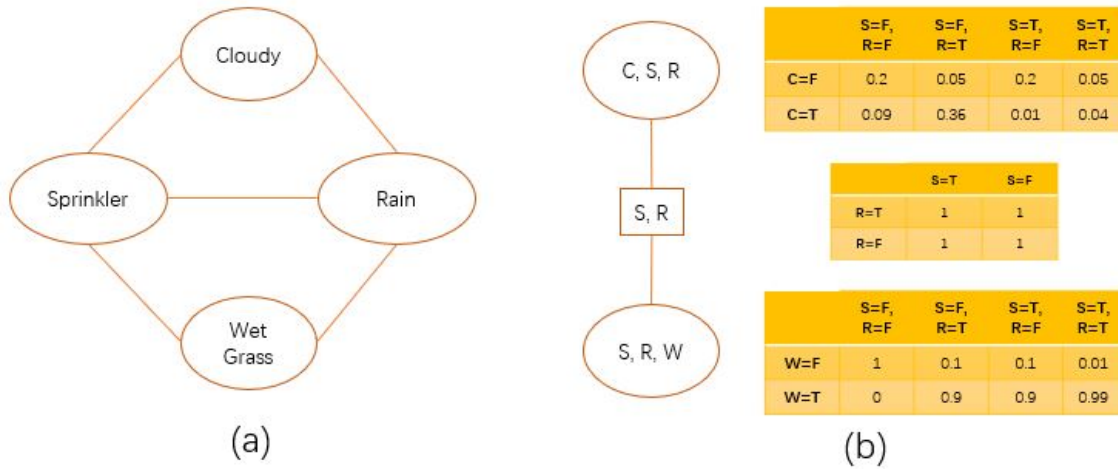 Cloudy
Sprinkler
Rain
Wet
Grass
(a)
C, S, R
S, R
S, R, W
S=F, S=F, S=T, S=T,
R=F R=T R=F R=T
C=F 0.2 0.05 0.2 0.05
C=T 0.09 0.36 0.01 0.04
S=T S=F
R=T 1 1
R=F 1 1
S=F, S=F, S=T, S=T,
R=F R=T R=F R=T
W=F 1 0.1 0.1 0.01
W=T 0 0.9 0.9 0.99
(b)